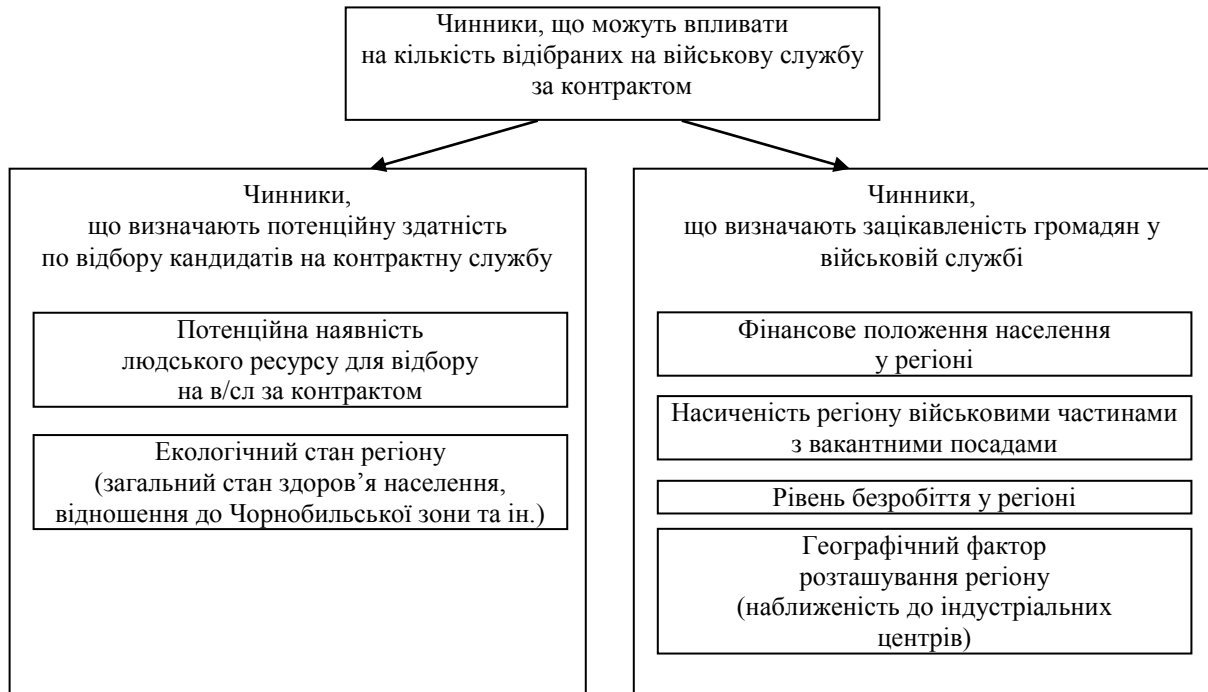 Чинники, що можуть впливати
на кількість відібраних на військову службу
за контрактом
Чинники,
що визначають потенційну здатність
по відбору кандидатів на контрактну службу
Потенційна наявність
людського ресурсу для відбору
на в/сл за контрактом
Екологічний стан регіону
(загальний стан здоров’я населення,
відношення до Чорнобильської зони та ін.)
Чинники,
що визначають зацікавленість громадян у
військовій службі
Фінансове положення населення
у регіоні
Насиченість регіону військовими частинами
з вакантними посадами
Рівень безробіття у регіоні
Географічний фактор
розташування регіону
(наближеність до індустріальних
центрів)